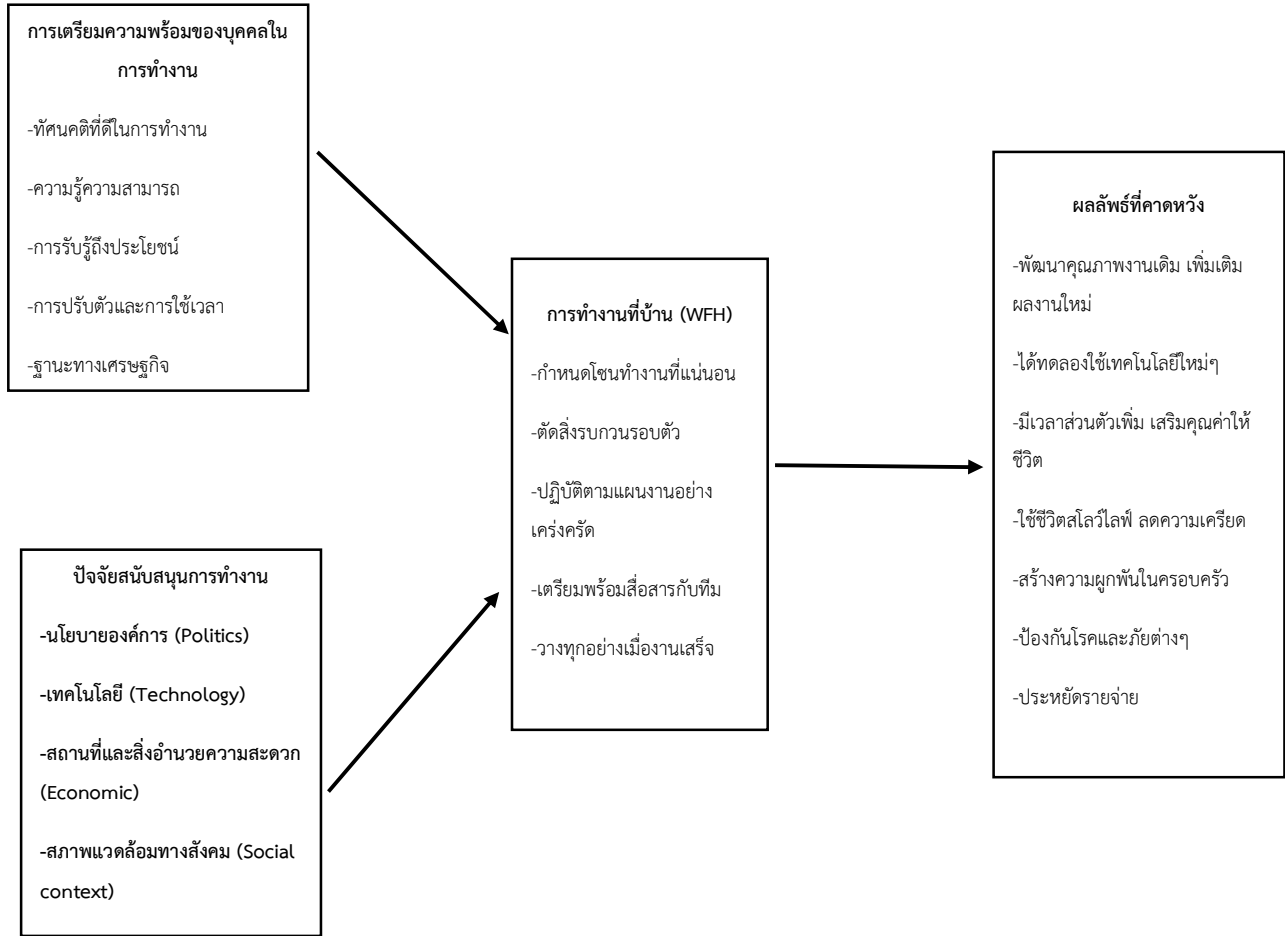 การเตรียมความพร้อมของบุคคลใน
การทำงาน
-ทัศนคติที่ดีในการทำงาน
-ความรู้ความสามารถ
-การรับรู้ถึงประโยชน์
-การปรับตัวและการใช้เวลา
-ฐานะทางเศรษฐกิจ
ปัจจัยสนับสนุนการทำงาน
-นโยบายองค์การ (Politics)
-เทคโนโลยี (Technology)
-สถานที่และสิ่งอำนวยความสะดวก
(Economic)
-สภาพแวดล้อมทางสังคม (Social
context)
การทำงานที่บ้าน (WFH)
-กำหนดโซนทำงานที่แน่นอน
-ตัดสิ่งรบกวนรอบตัว
-ปฏิบัติตามแผนงานอย่าง
เคร่งครัด
-เตรียมพร้อมสื่อสารกับทีม
-วางทุกอย่างเมื่องานเสร็จ
ผลลัพธ์ที่คาดหวัง
-พัฒนาคุณภาพงานเดิม เพิ่มเติม
ผลงานใหม่
-ได้ทดลองใช้เทคโนโลยีใหม่ๆ
-มีเวลาส่วนตัวเพิ่ม เสริมคุณค่าให้
ชีวิต
-ใช้ชีวิตสโลว์ไลฟ์ ลดความเครียด
-สร้างความผูกพันในครอบครัว
-ป้องกันโรคและภัยต่างๆ
-ประหยัดรายจ่าย